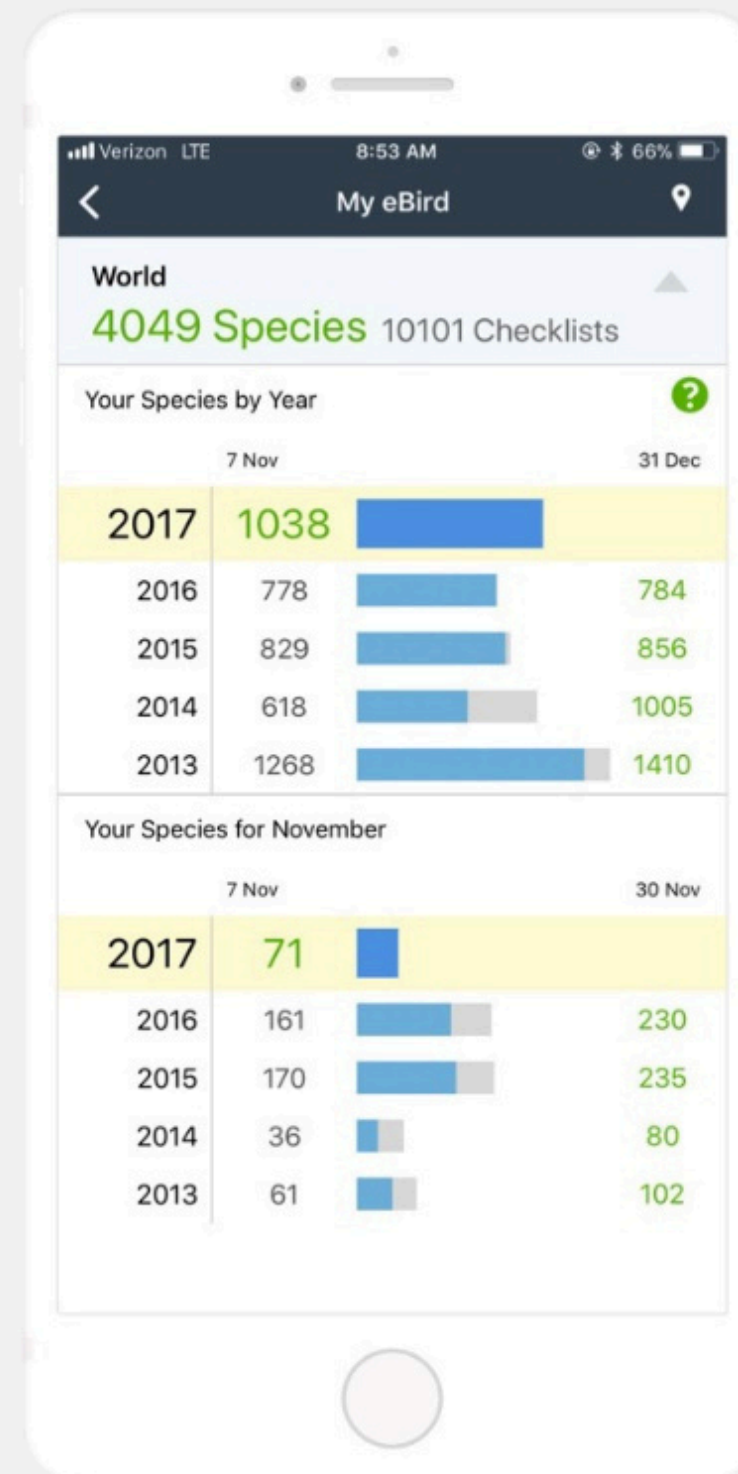 Verizon LTE 8:53 AM 66%
My eBird
World
4049 Species 10101 Checklists
Your Species by Year ?
7 Nov 31 Dec
2017 1038
2016 778 784
2015 829 856
2014 618 1005
2013 1268 1410
Your Species for November
7 Nov 30 Nov
2017 71
2016 161 230
2015 170 235
2014 36 80
2013 61 102